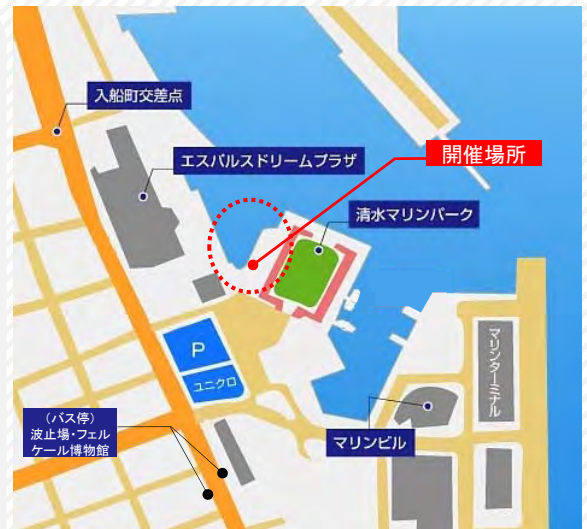 入船町交差点
エスパルスドリームプラザ
開催場所
清水マリンパーク
P
ユニクロ
マリンターミナル
（バス停）
波止場・フェル
ケール博物館
マリンビル